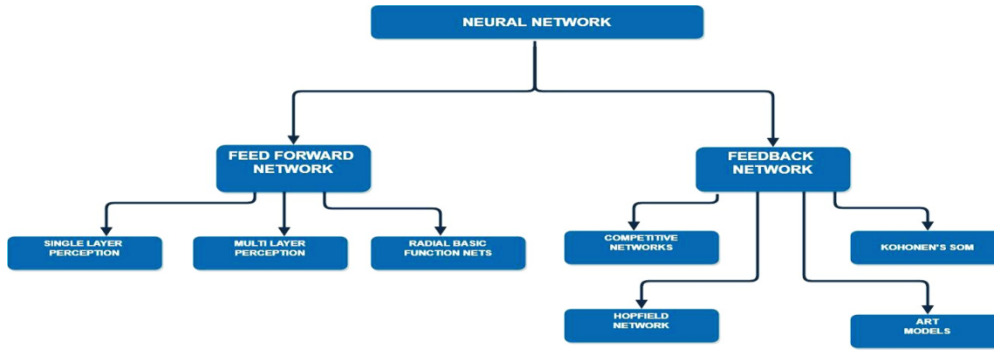 NEURAL NETWORK
FEED FORWARD
NETWORK
FEEDBACK
NETWORK
SINGLE LAYER
PERCEPTION
MULTI LAYER
PERCEPTION
RADIAL BASIC
FUNCTION NETS
COMPETITIVE
NETWORKS
KOHONEN'S SOM
HOPFIELD
NETWORK
ART
MODELS